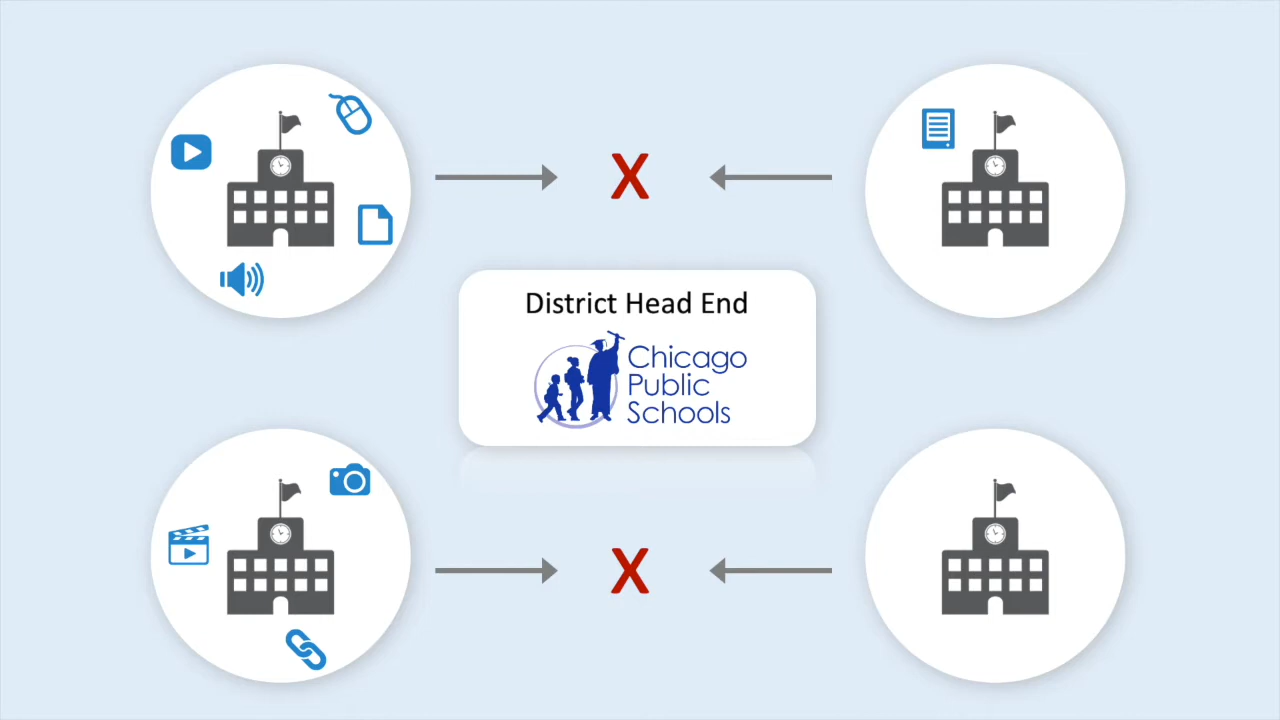 X
District Head End
Chicago
Public
Schools
X